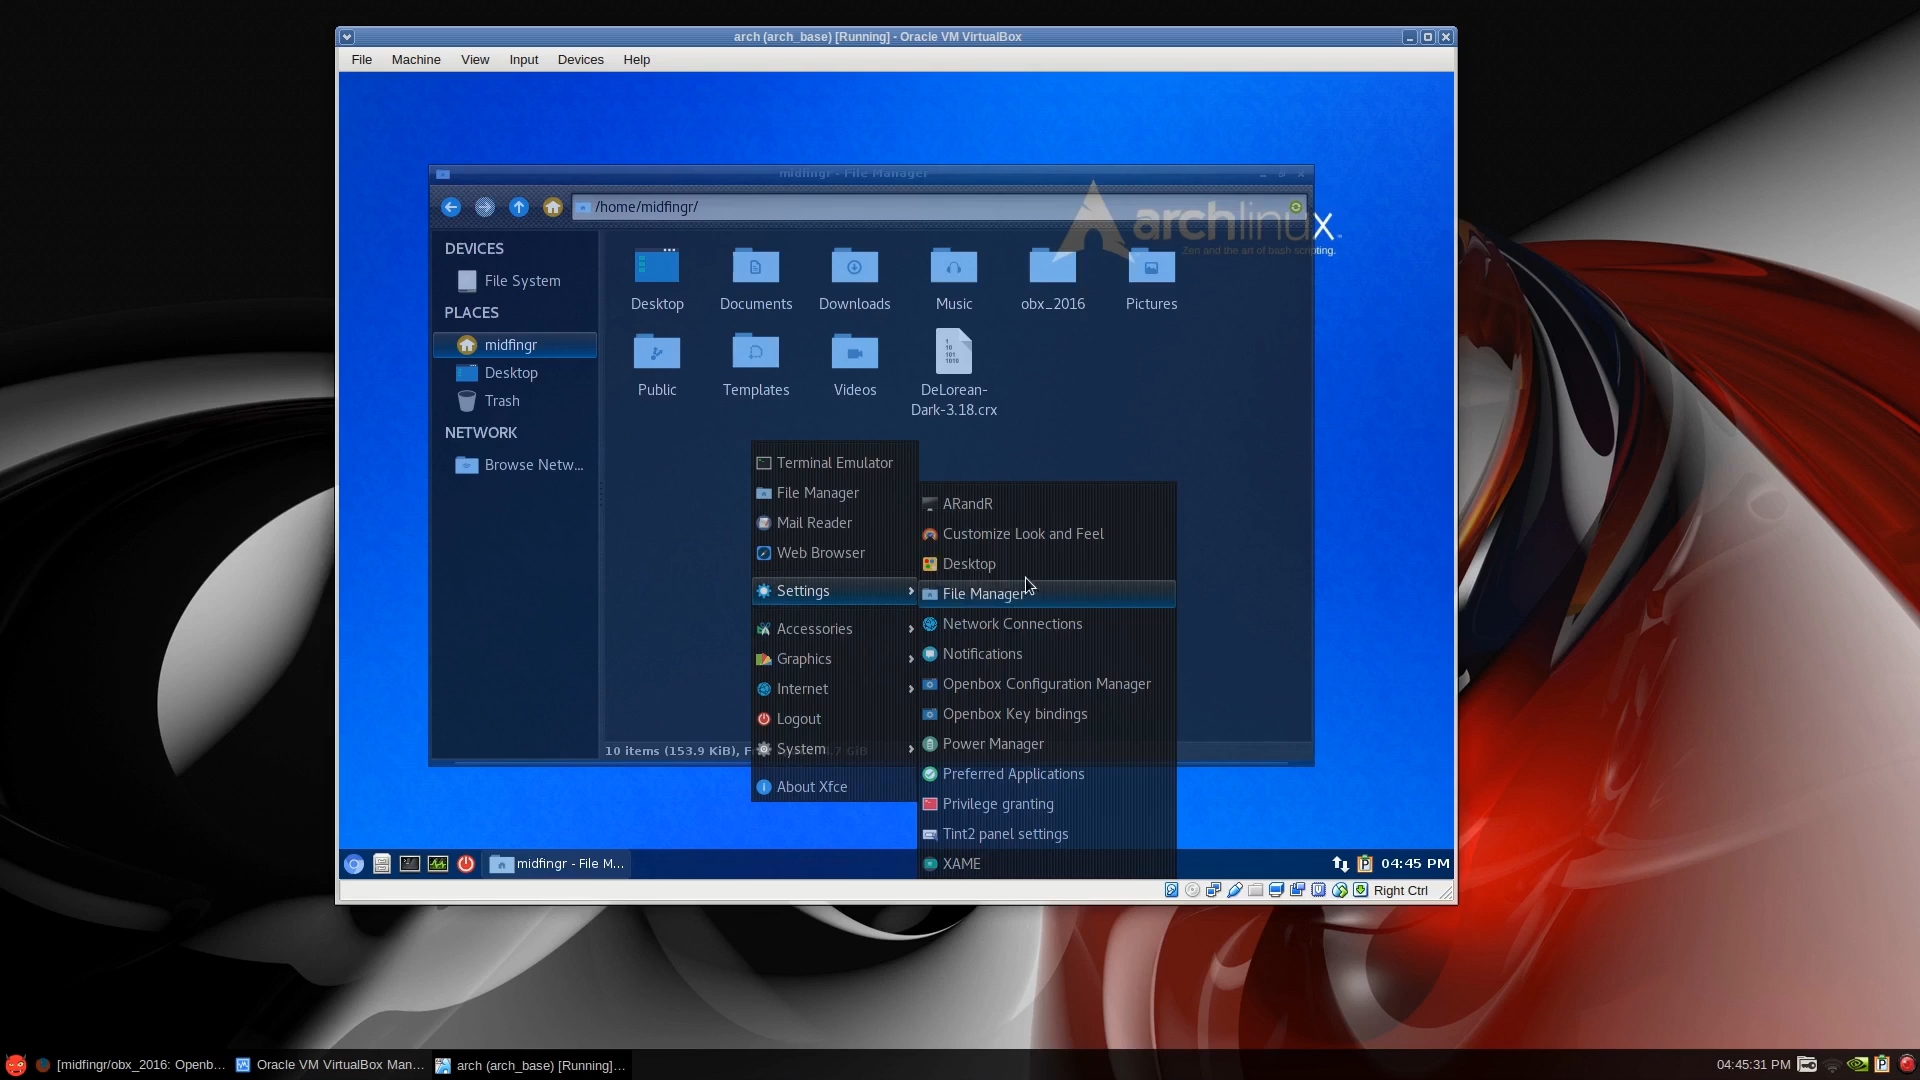 arch (arch_base) [Running] - Oracle VM VirtualBox
File Machine View Input Devices Help
midfingr - File Manager
/home/midfingr/
archlinux
Zen and the art of bash scripting.
DEVICES
File System
PLACES
midfingr
Desktop
Trash
NETWORK
Browse Netw...
Desktop Documents Downloads Music obx_2016 Pictures
Public Templates Videos DeLorean-
Dark-3.18.crx
10 items (153.9 KiB), GiB
Terminal Emulator
File Manager
Mail Reader
Web Browser
Settings
Accessories
Graphics
Internet
Logout
System
About Xfce
ARandR
Customize Look and Feel
Desktop
File Manager
Network Connections
Notifications
Openbox Configuration Manager
Openbox Key bindings
Power Manager
Preferred Applications
Privilege granting
Tint2 panel settings
XAME
midfingr - File M...
04:45 PM
Right Ctrl
[midfingr/obx_2016: Openb...
Oracle VM VirtualBox Man...
arch (arch_base) [Running]...
04:45:31 PM